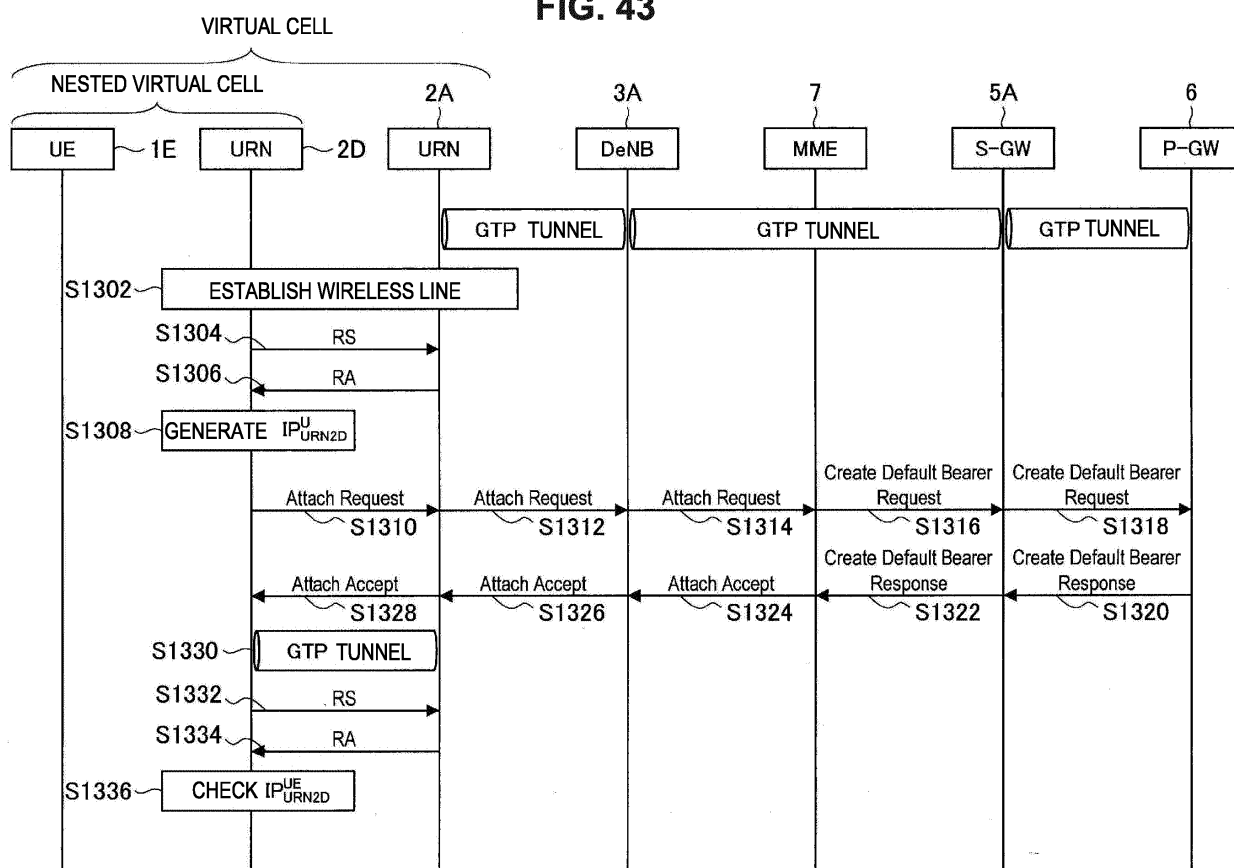 FIG. 43
VIRTUAL CELL
NESTED VIRTUAL CELL
2A
3A
7
5A
6
UE
1E
URN
2D
URN
DeNB
MME
S-GW
P-GW
GTP TUNNEL
GTP TUNNEL
GTP TUNNEL
S1302
ESTABLISH WIRELESS LINE
S1304
RS
S1306
RA
S1308
GENERATE IP^U_URN2D
Attach Request
S1310
Attach Request
S1312
Attach Request
S1314
Create Default Bearer
Request
S1316
Create Default Bearer
Request
S1318
Attach Accept
S1328
Attach Accept
S1326
Attach Accept
S1324
Create Default Bearer
Response
S1322
Create Default Bearer
Response
S1320
S1330
GTP TUNNEL
S1332
RS
S1334
RA
S1336
CHECK IP^UE_URN2D